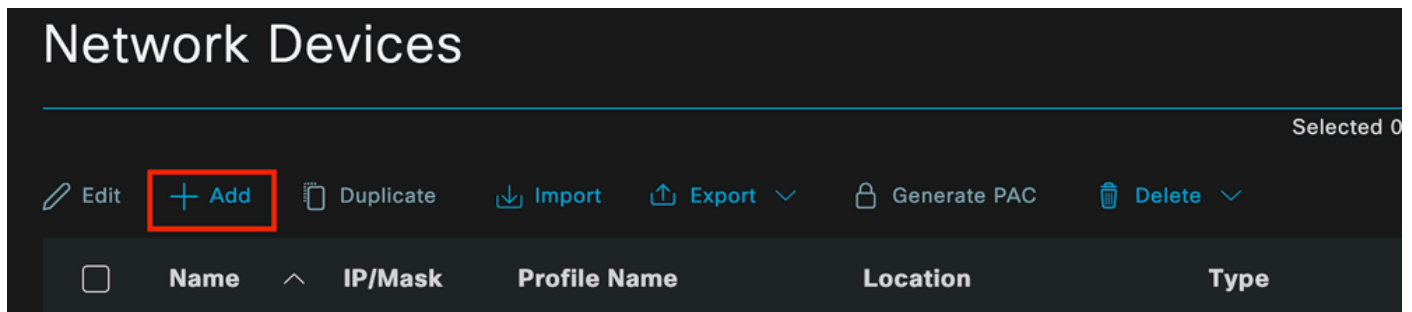 Network Devices
Selected 0
Edit Add Duplicate Import Export Generate PAC Delete
Name IP/Mask Profile Name Location Type